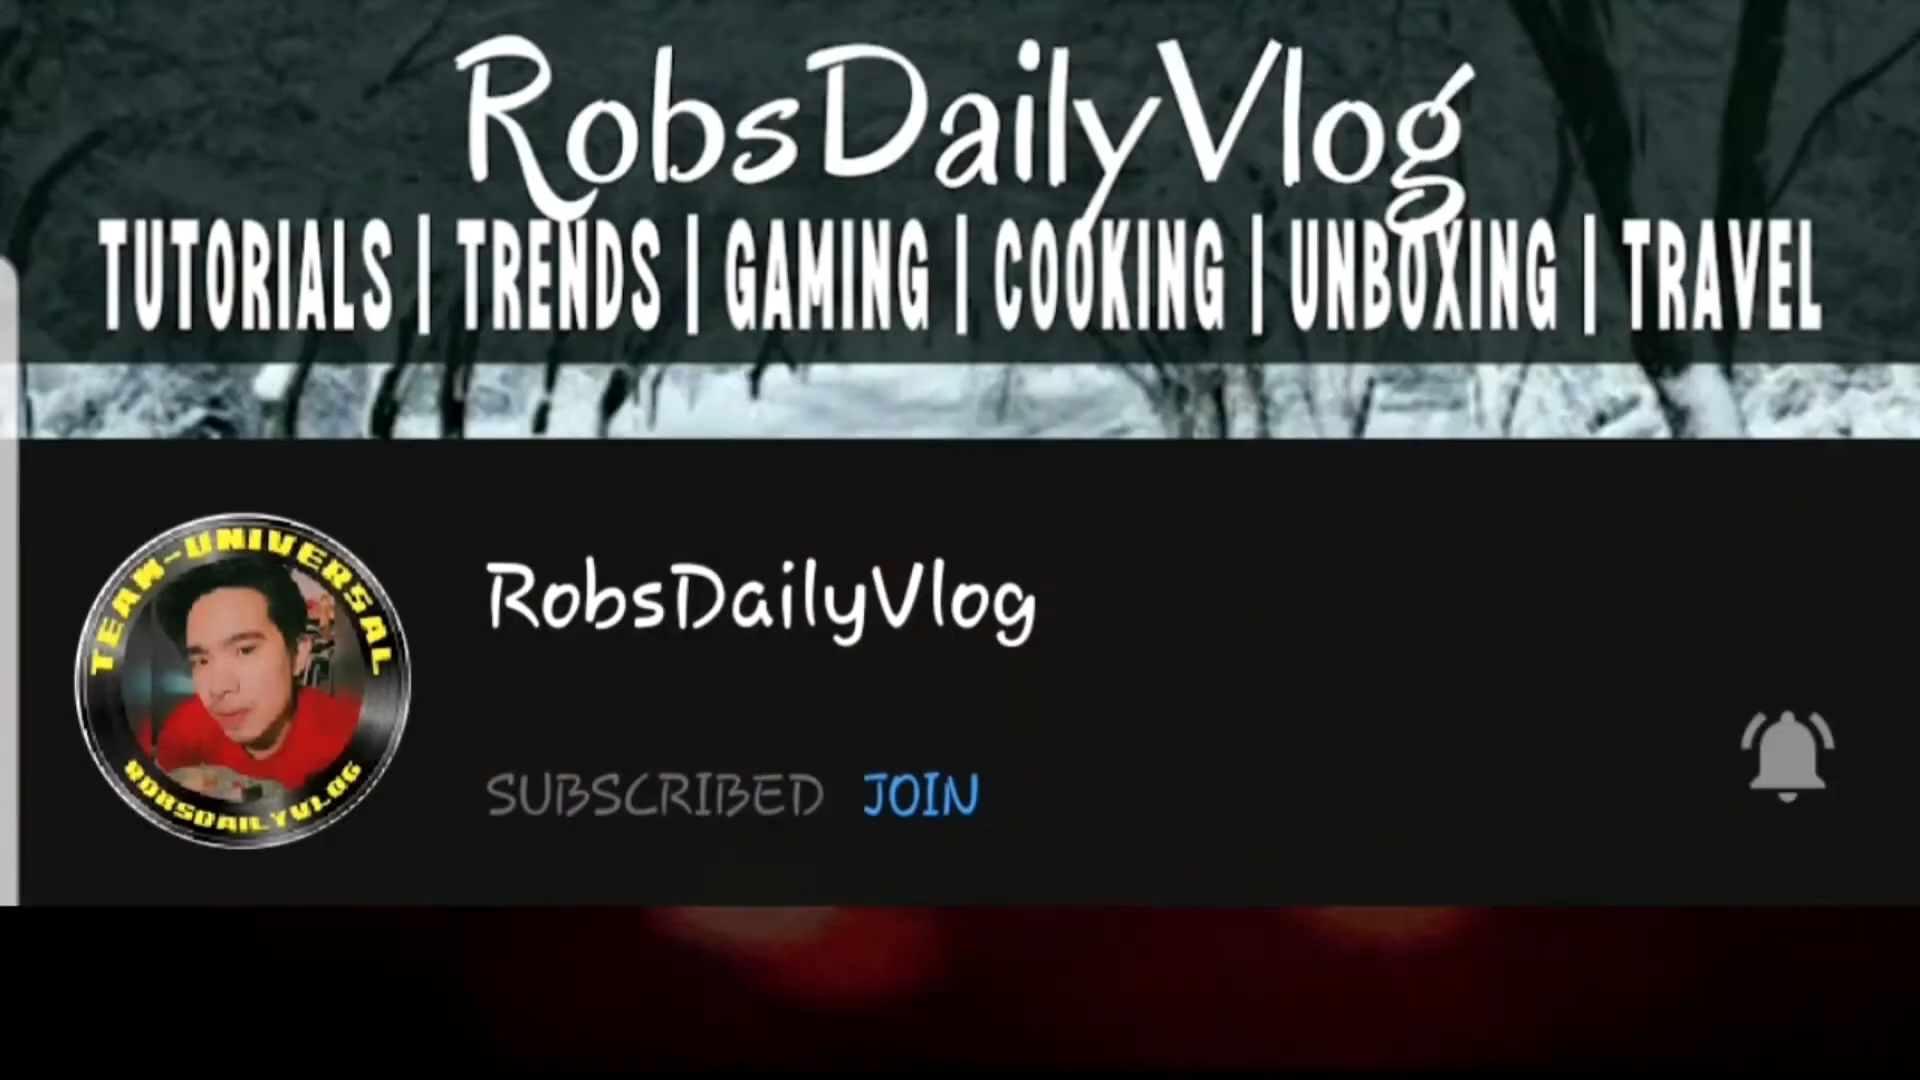 RobsDailyVlog
TUTORIALS | TRENDS | GAMING | COOKING | UNBOXING | TRAVEL
TEAM-UNIVERSAL
RobsDailyVlog
ROBSDAILYVLOG
SUBSCRIBED JOIN